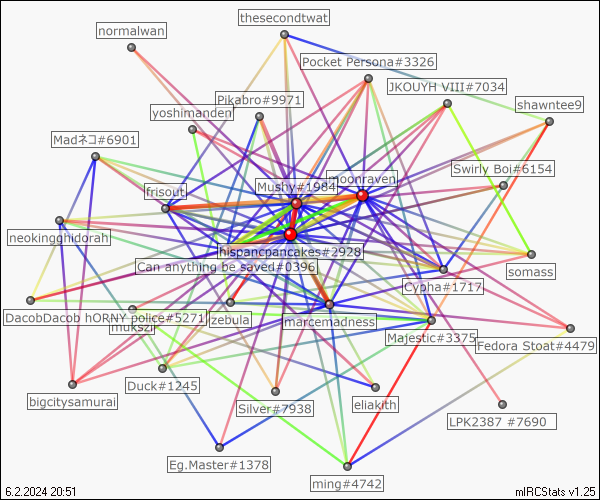 thesecondtwat
normalwan
Pocket Persona#3326
JKOUYH VIII#7034
Pikabro#9971
shawntee9
yoshimanden
Madネコ#6901
Swirly Boi#6154
Mushy#1984
moonraven
frisout
neokingghidorah
hispancpancakes#2928
somass
Can anything be saved#0396
Cypha#1717
DacobDacob hORNY police#5271
zebula
marcemadness
mukszii
Majestic#3375
Fedora Stoat#4479
Duck#1245
eliakith
bigcitysamurai
Silver#7938
LPK2387 #7690
Eg.Master#1378
ming#4742
6.2.2024 20:51
mIRCStats v1.25